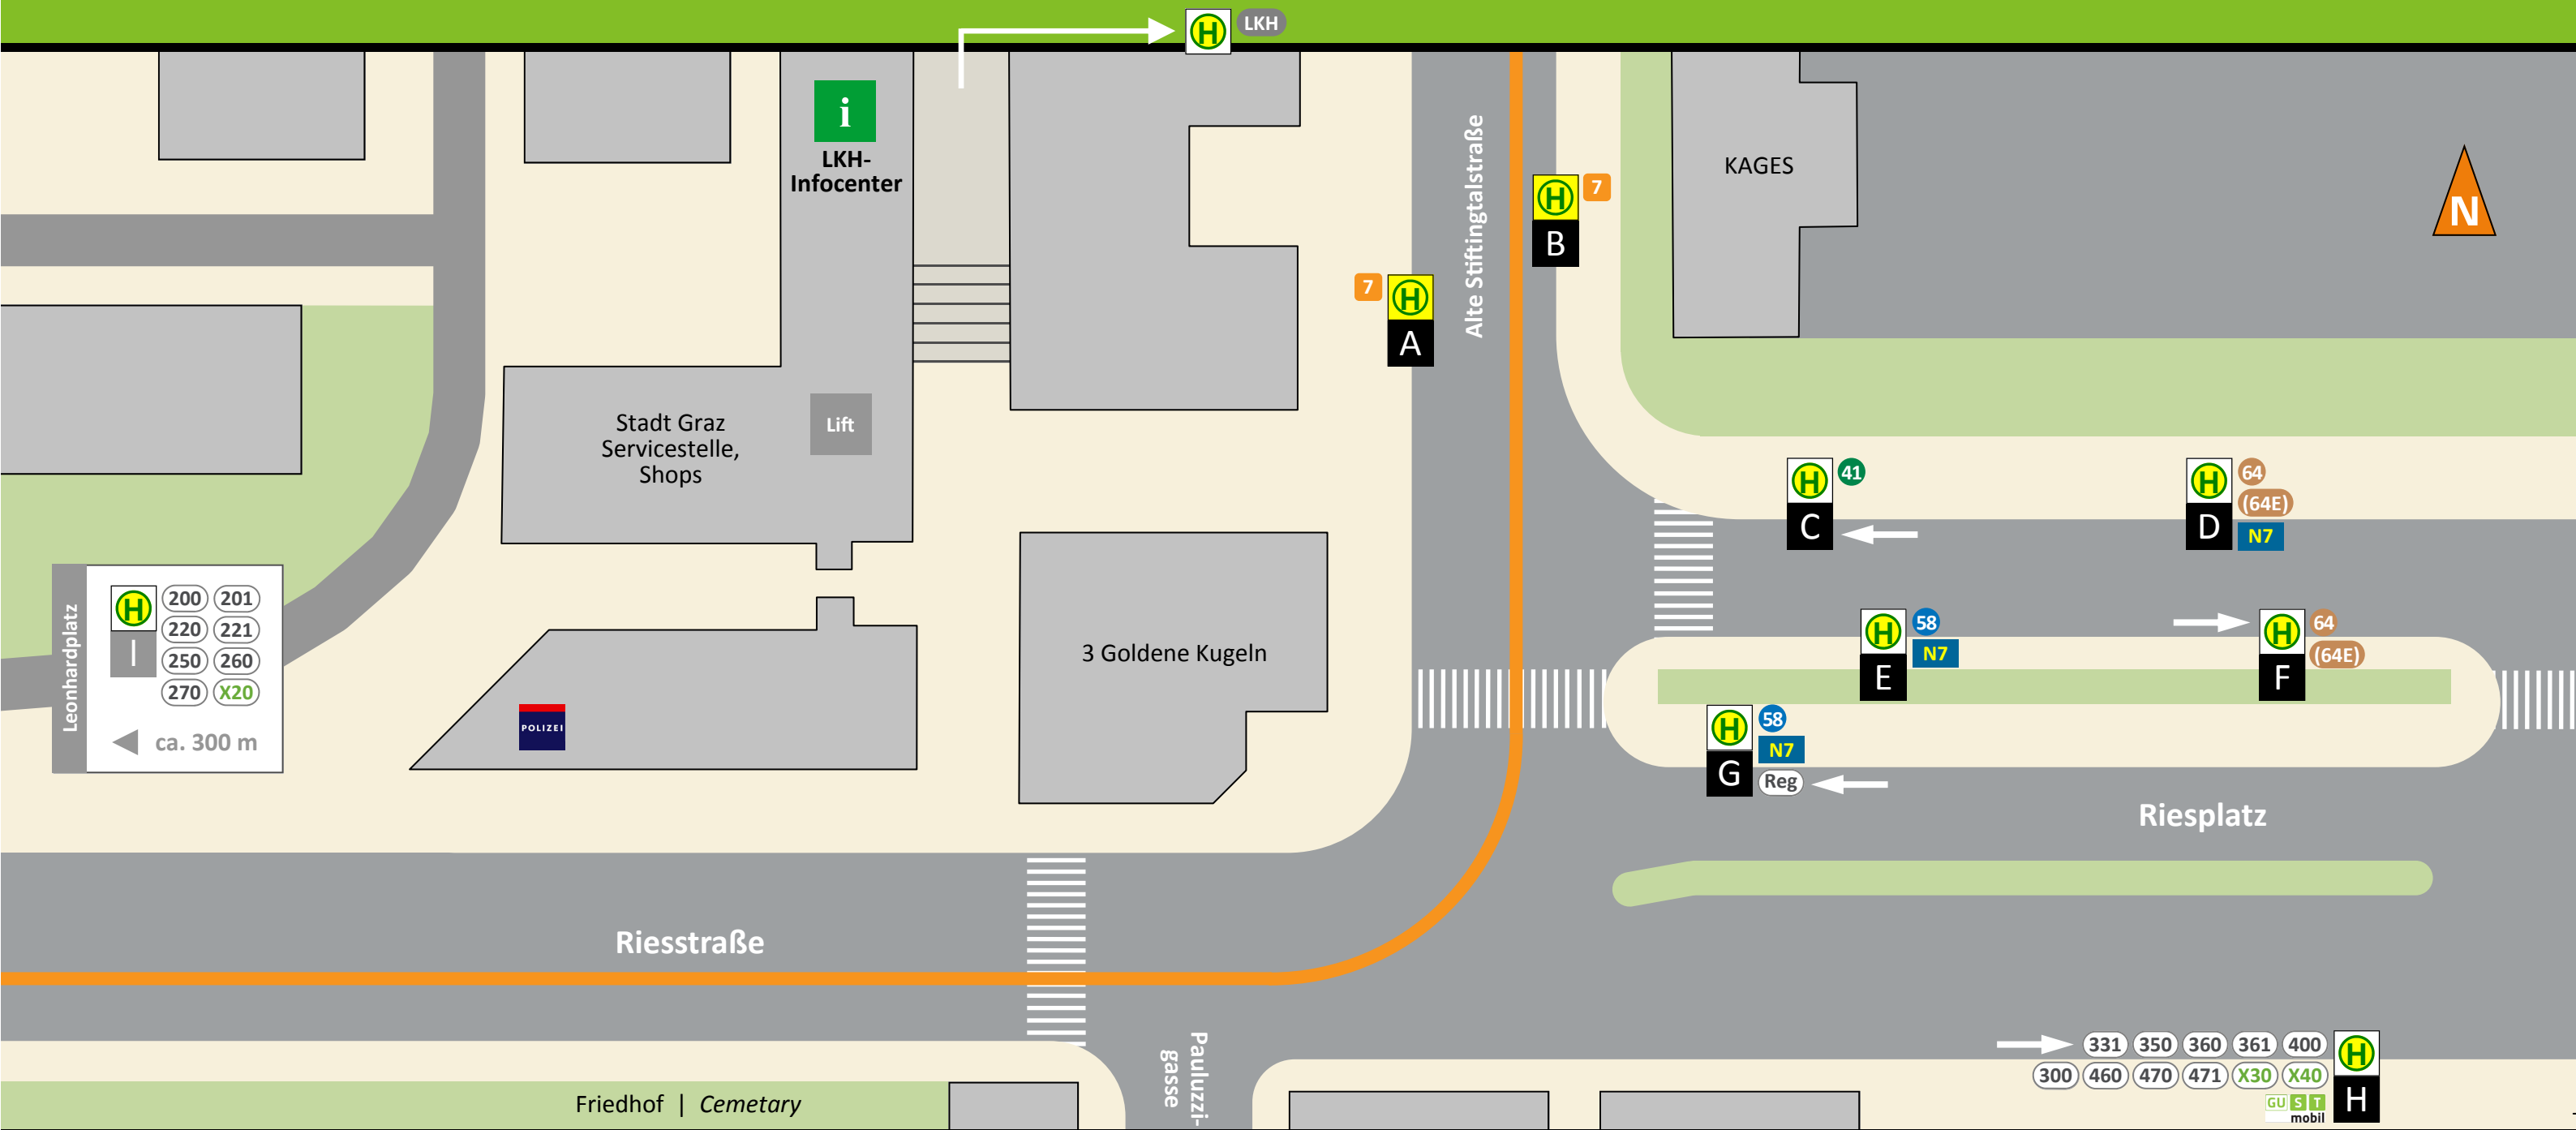 H LKH
i
LKH-
Infocenter
Alte Stiftingtalstraße
KAGES
N
H 7
B
7 H
A
Stadt Graz
Servicestelle,
Shops
Lift
H 41
C
H 64
(64E)
D N7
Leonhardplatz
H 200 201
220 221
I 250 260
270 X20
ca. 300 m
POLIZEI
3 Goldene Kugeln
H 58
N7
E
H 64
(64E)
F
H 58
N7
G Reg
Riesplatz
Riesstraße
Pauluzzi-
gasse
Friedhof | Cemetary
331 350 360 361 400 H
300 460 470 471 X30 X40
GU S T
mobil
H